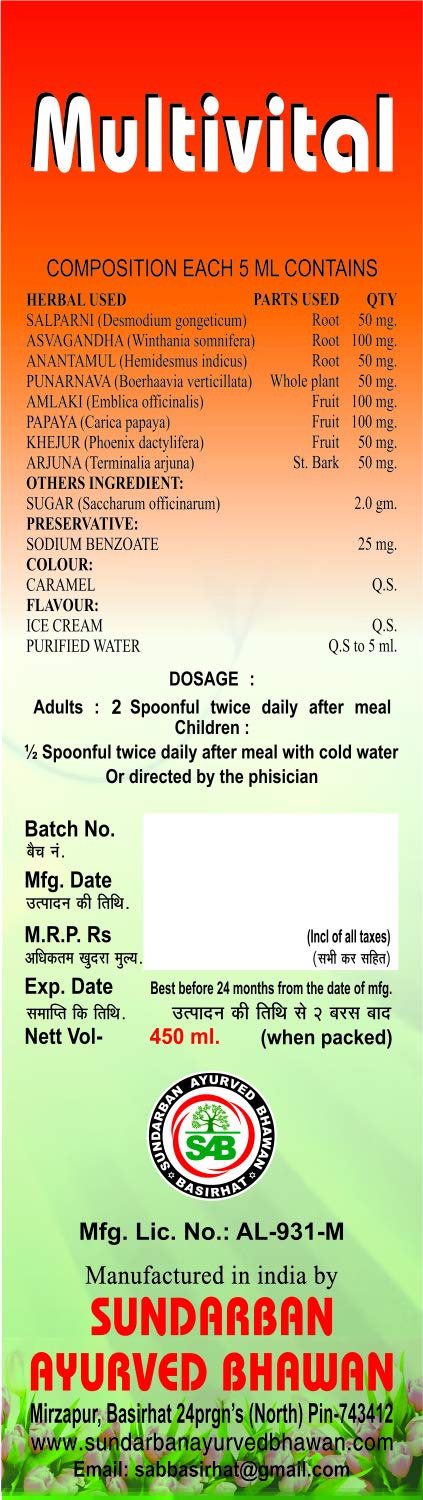 Multivital
COMPOSITION EACH 5 ML CONTAINS
HERBAL USED PARTS USED QTY
SALPARNI (Desmodium gongeticum) Root 50 mg.
ASVAGANDHA (Winthania somnifera) Root 100 mg.
ANANTAMUL (Hemidesmus indicus) Root 50 mg.
PUNARNAVA (Boerhaavia verticillata) Whole plant 50 mg.
AMLAKI (Emblica officinalis) Fruit 100 mg.
PAPAYA (Carica papaya) Fruit 100 mg.
KHEJUR (Phoenix dactylifera) Fruit 50 mg.
ARJUNA (Terminalia arjuna) St. Bark 50 mg.
OTHERS INGREDIENT:
SUGAR (Saccharum officinarum) 2.0 gm.
PRESERVATIVE:
SODIUM BENZOATE 25 mg.
COLOUR:
CARAMEL Q.S.
FLAVOUR:
ICE CREAM Q.S.
PURIFIED WATER Q.S to 5 ml.
DOSAGE :
Adults : 2 Spoonful twice daily after meal
Children :
½ Spoonful twice daily after meal with cold water
Or directed by the phisician
Batch No.
बैच नं.
Mfg. Date
उत्पादन की तिथि.
M.R.P. Rs (Incl of all taxes)
अधिकतम खुदरा मुल्य. (सभी कर सहित)
Exp. Date Best before 24 months from the date of mfg.
समाप्ति कि तिथि. उत्पादन की तिथि से २ बरस बाद
Nett Vol- 450 ml. (when packed)
SUNDARBAN AYURVED BHAWAN
SAB
BASIRHAT
Mfg. Lic. No.: AL-931-M
Manufactured in india by
SUNDARBAN
AYURVED BHAWAN
Mirzapur, Basirhat 24prgn's (North) Pin-743412
www.sundarbanayurvedbhawan.com
Email: sabbasirhat@gmail.com